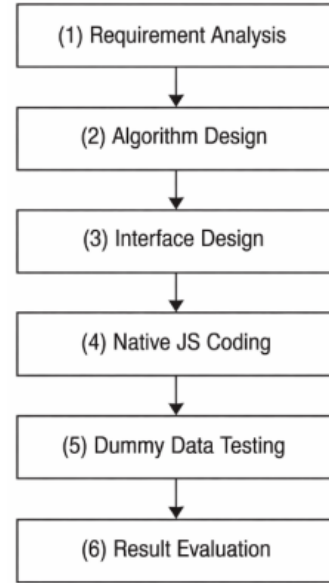 (1) Requirement Analysis
(2) Algorithm Design
(3) Interface Design
(4) Native JS Coding
(5) Dummy Data Testing
(6) Result Evaluation